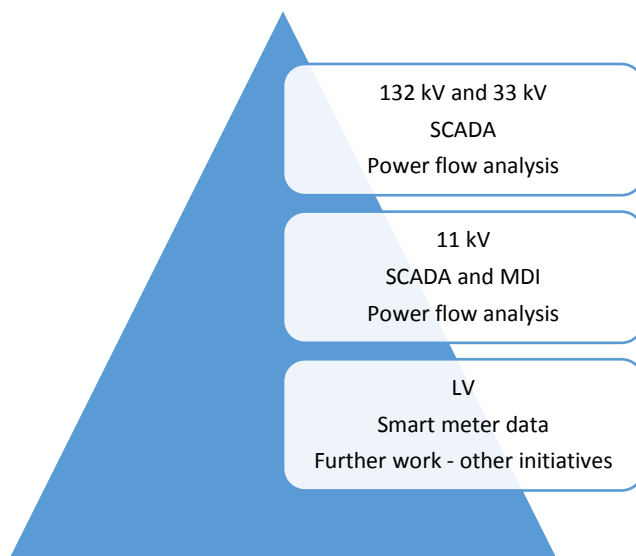 132 kV and 33 kV
SCADA
Power flow analysis
11 kV
SCADA and MDI
Power flow analysis
LV
Smart meter data
Further work - other initiatives